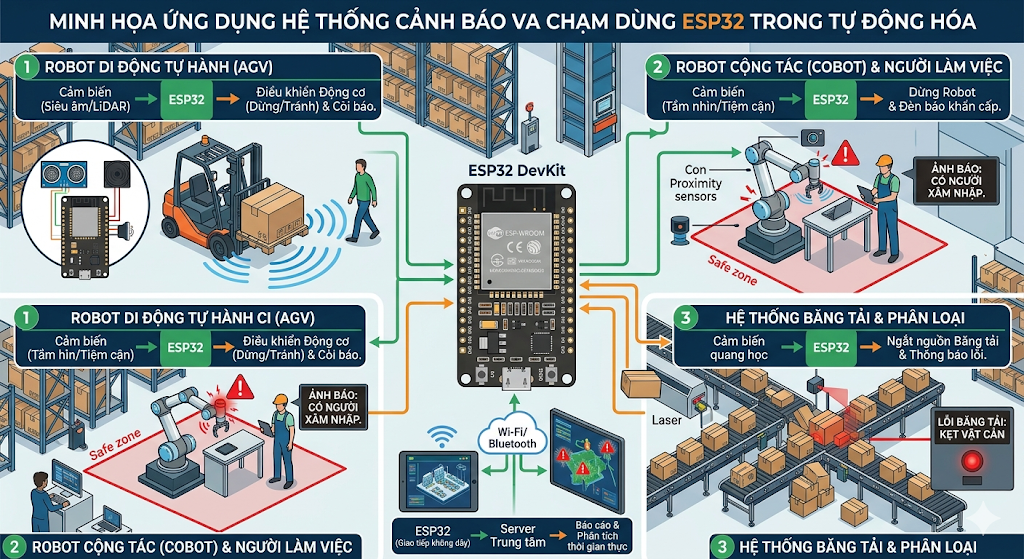 MINH HỌA ỨNG DỤNG HỆ THỐNG CẢNH BÁO VA CHẠM DÙNG ESP32 TRONG TỰ ĐỘNG HÓA
1 ROBOT DI ĐỘNG TỰ HÀNH (AGV)
Cảm biến
(Siêu âm/LiDAR)
ESP32
Điều khiển Động cơ
(Dừng/Tránh) & Còi báo.
2 ROBOT CỘNG TÁC (COBOT) & NGƯỜI LÀM VIỆC
Cảm biến
(Tầm nhìn/Tiệm cận)
ESP32
Dừng Robot
& Đèn báo khẩn cấp.
ESP32 DevKit
ESP-WROOM
Con
Proximity
sensors
ẢNH BÁO:
CÓ NGƯỜI
XÂM NHẬP.
Safe zone
1 ROBOT DI ĐỘNG TỰ HÀNH CI (AGV)
Cảm biến
(Tầm hin/Tiệm cận)
ESP32
Điều khiển Động cơ
(Dừng/Tránh) & Còi báo.
ẢNH BÁO:
CÓ NGƯỜI
XÂM NHẬP.
Safe zone
3 HỆ THỐNG BĂNG TẢI & PHÂN LOẠI
Cảm biến
quang học
ESP32
Ngắt nguồn Băng tải
& Thông báo lỗi.
Laser
LỖI BĂNG TẢI:
KẸT VẬT CẢN
Wi-Fi/
Bluetooth
ESP32
(Giao tiếp không dây)
Server
Trung tâm
Báo cáo &
Phân tích
thời gian thực
2 ROBOT CỘNG TÁC (COBOT) & NGƯỜI LÀM VIỆC
3 HỆ THỐNG BĂNG TẢI & PHÂN LOẠI